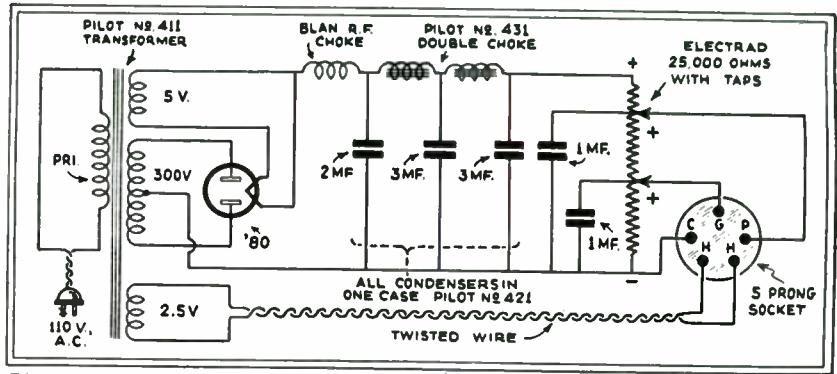 PILOT Nº.411
TRANSFORMER
BLAN R.F.
CHOKE
PILOT Nº. 431
DOUBLE CHOKE
ELECTRAD
25,000 OHMS
WITH TAPS
5 V.
PRI.
300V
'80
2 MF
3 MF.
3 MF.
1 MF.
1 MF.
+
+
+
-
C
G
P
H
H
5 PRONG
SOCKET
ALL CONDENSERS IN
ONE CASE PILOT Nº 421
2.5 V
TWISTED WIRE
110 V.,
A.C.